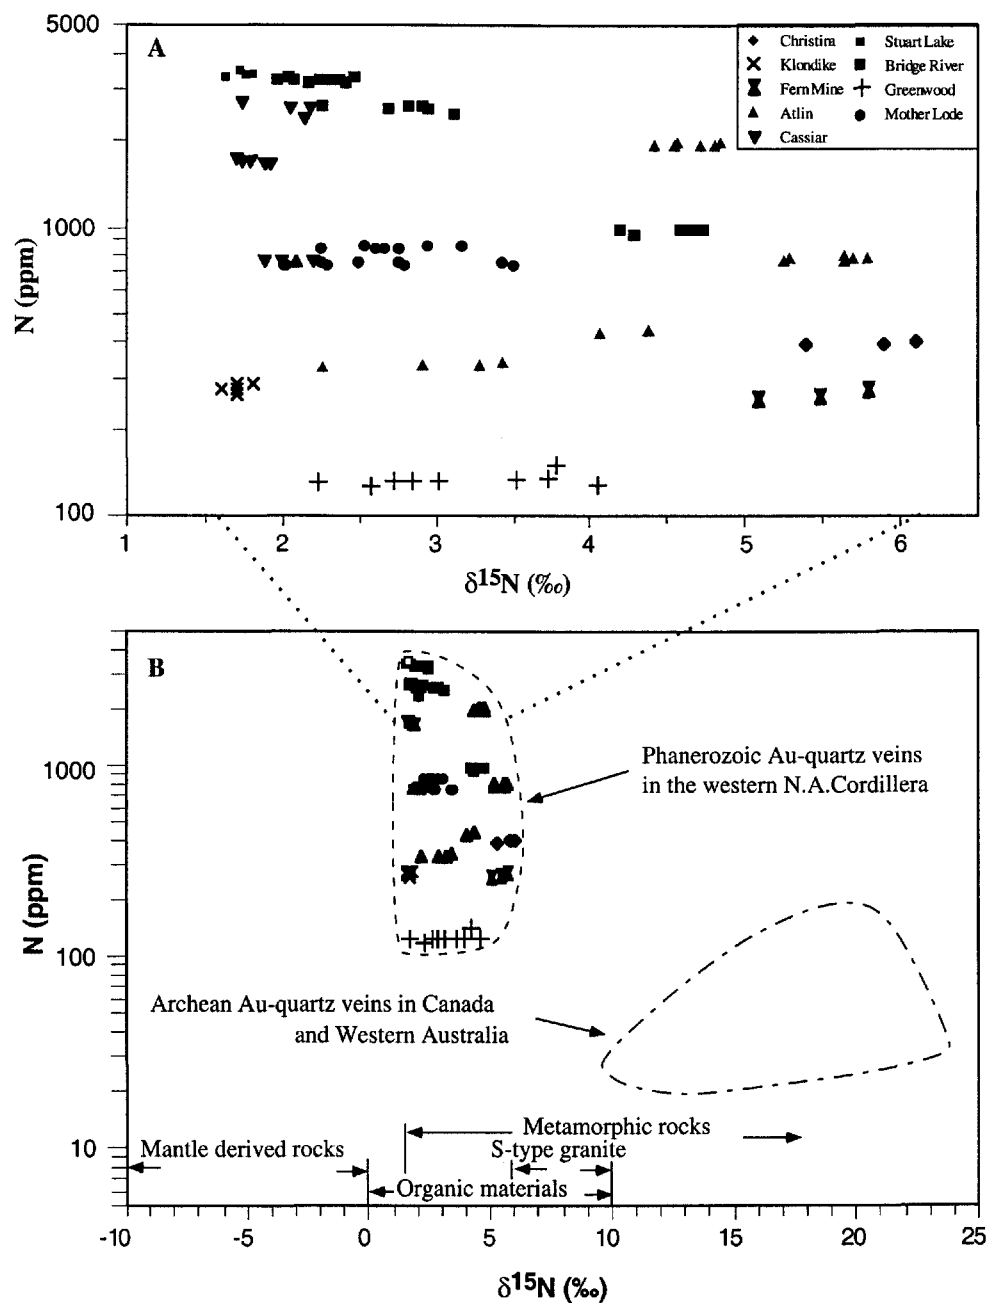 5000
1000
100
N (ppm)
A
Christina
Klondike
Fern Mine
Atlin
Cassiar
Stuart Lake
Bridge River
Greenwood
Mother Lode
1 2 3 4 5 6
δ15N (‰)
B
1000
100
10
N (ppm)
Phanerozoic Au-quartz veins
in the western N.A.Cordillera
Archean Au-quartz veins in Canada
and Western Australia
Metamorphic rocks
Mantle derived rocks
S-type granite
Organic materials
-10 -5 0 5 10 15 20 25
δ15N (‰)